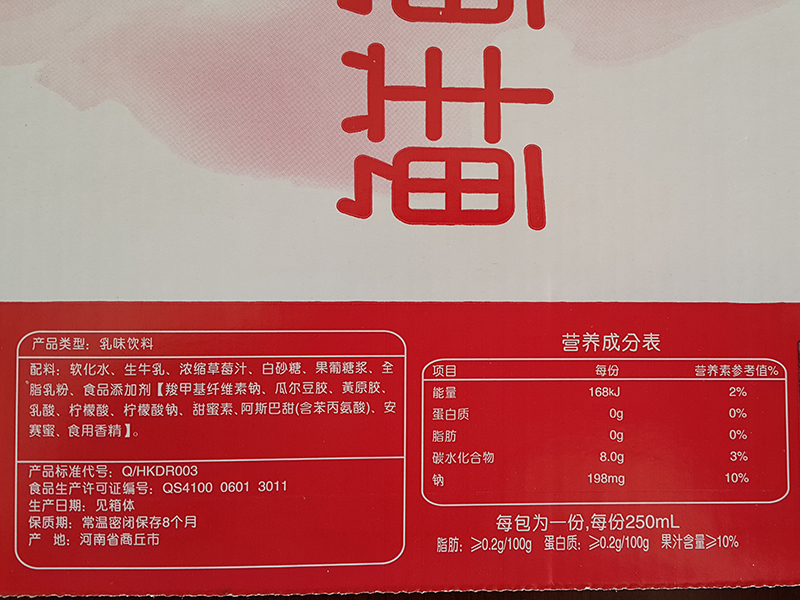 产品类型：乳味饮料
配料：软化水、生牛乳、浓缩草莓汁、白砂糖、果葡糖浆、全
脂乳粉、食品添加剂【羧甲基纤维素钠、瓜尔豆胶、黄原胶、
乳酸、柠檬酸、柠檬酸钠、甜蜜素、阿斯巴甜(含苯丙氨酸)、安
赛蜜、食用香精】。
产品标准代号：Q/HKDR003
食品生产许可证编号：QS4100 0601 3011
生产日期：见箱体
保质期：常温密闭保存8个月
产 地：河南省商丘市
营养成分表
项目 每份 营养素参考值%
能量 168kJ 2%
蛋白质 0g 0%
脂肪 0g 0%
碳水化合物 8.0g 3%
钠 198mg 10%
每包为一份,每份250mL
脂肪：≥0.2g/100g 蛋白质：≥0.2g/100g 果汁含量≥10%